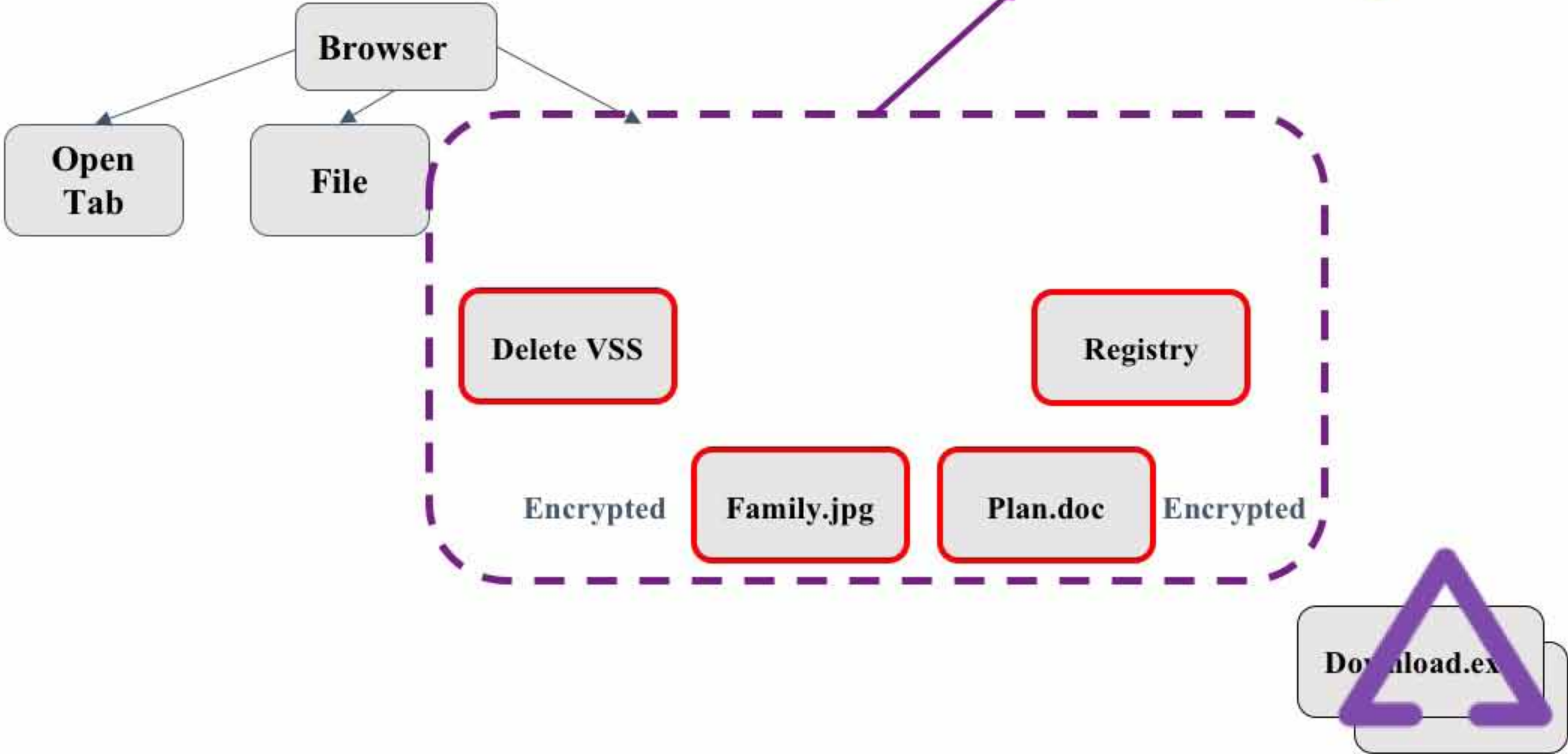 Browser
Open
Tab
File
Delete VSS
Registry
Encrypted
Family.jpg
Plan.doc
Encrypted